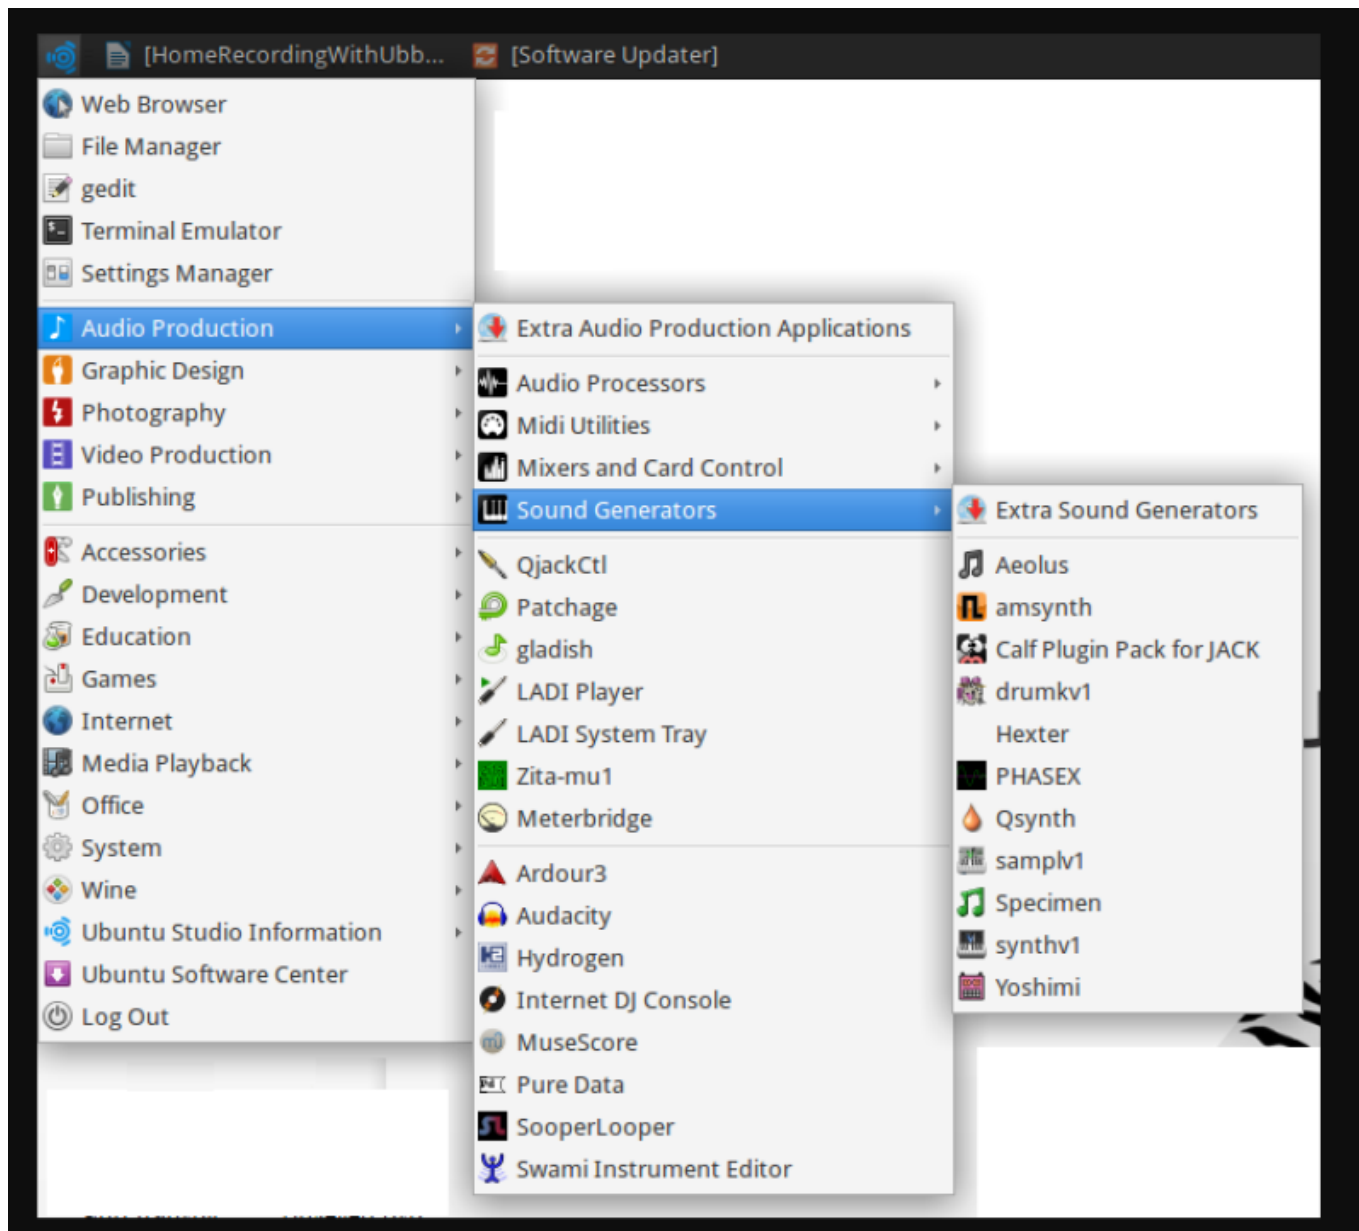 [HomeRecordingWithUbb... [Software Updater]
Web Browser
File Manager
gedit
Terminal Emulator
Settings Manager
Audio Production
Graphic Design
Photography
Video Production
Publishing
Accessories
Development
Education
Games
Internet
Media Playback
Office
System
Wine
Ubuntu Studio Information
Ubuntu Software Center
Log Out
Extra Audio Production Applications
Audio Processors
Midi Utilities
Mixers and Card Control
Sound Generators
QjackCtl
Patchage
gladish
LADI Player
LADI System Tray
Zita-mu1
Meterbridge
Ardour3
Audacity
Hydrogen
Internet DJ Console
MuseScore
Pure Data
SooperLooper
Swami Instrument Editor
Extra Sound Generators
Aeolus
amsynth
Calf Plugin Pack for JACK
drumkv1
Hexter
PHASEX
Qsynth
samplv1
Specimen
synthv1
Yoshimi